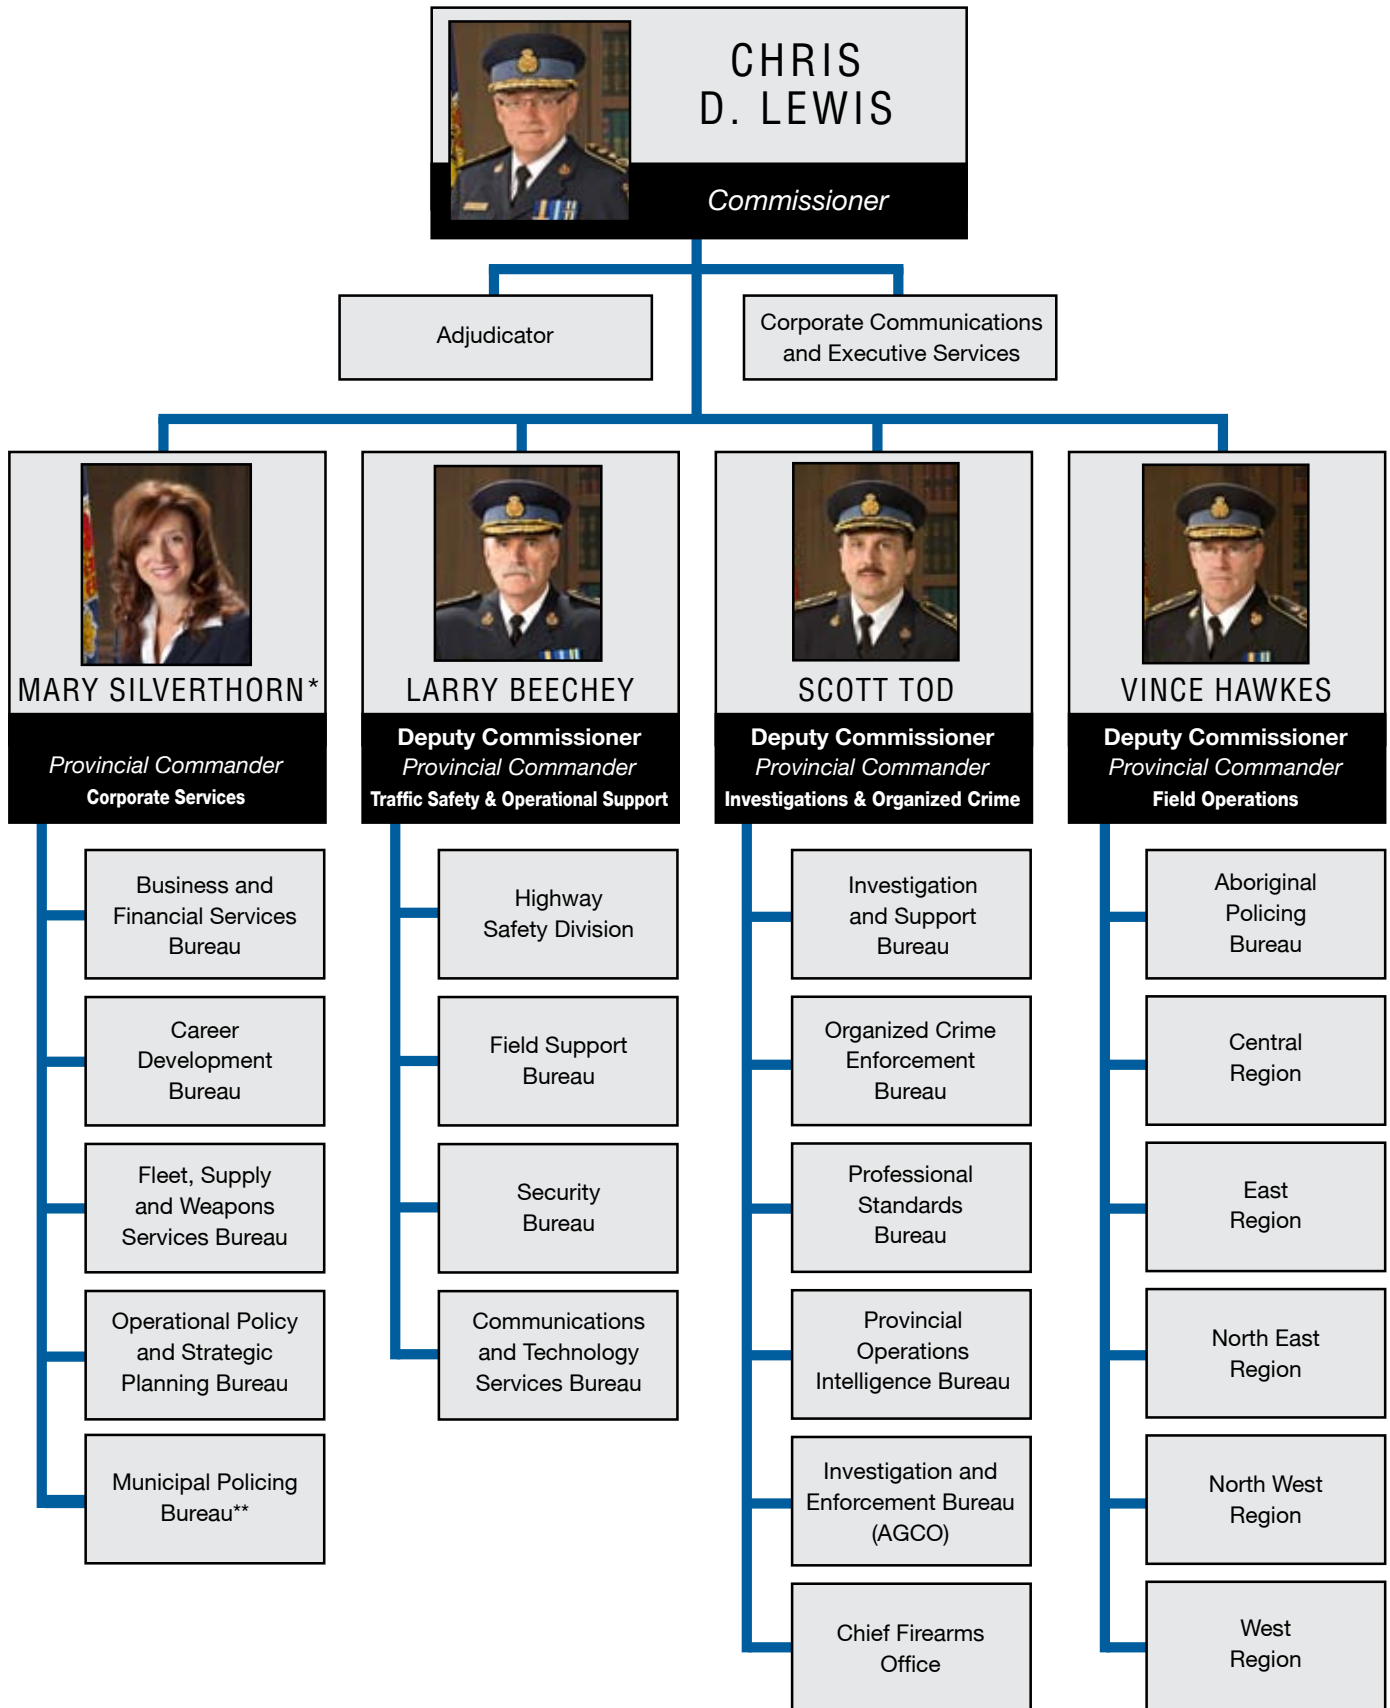 CHRIS
D. LEWIS
Commissioner
Adjudicator
Corporate Communications
and Executive Services
MARY SILVERTHORN*
Provincial Commander
Corporate Services
Business and
Financial Services
Bureau
Career
Development
Bureau
Fleet, Supply
and Weapons
Services Bureau
Operational Policy
and Strategic
Planning Bureau
Municipal Policing
Bureau**
LARRY BEECHEY
Deputy Commissioner
Provincial Commander
Traffic Safety & Operational Support
Highway
Safety Division
Field Support
Bureau
Security
Bureau
Communications
and Technology
Services Bureau
SCOTT TOD
Deputy Commissioner
Provincial Commander
Investigations & Organized Crime
Investigation
and Support
Bureau
Organized Crime
Enforcement
Bureau
Professional
Standards
Bureau
Provincial
Operations
Intelligence Bureau
Investigation and
Enforcement Bureau
(AGCO)
Chief Firearms
Office
VINCE HAWKES
Deputy Commissioner
Provincial Commander
Field Operations
Aboriginal
Policing
Bureau
Central
Region
East
Region
North East
Region
North West
Region
West
Region